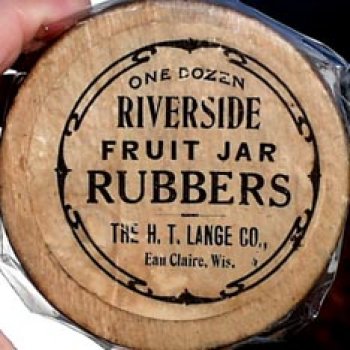 ONE DOZEN
RIVERSIDE
FRUIT JAR
RUBBERS
THE H. T. LANGE CO.,
Eau Claire, Wis.